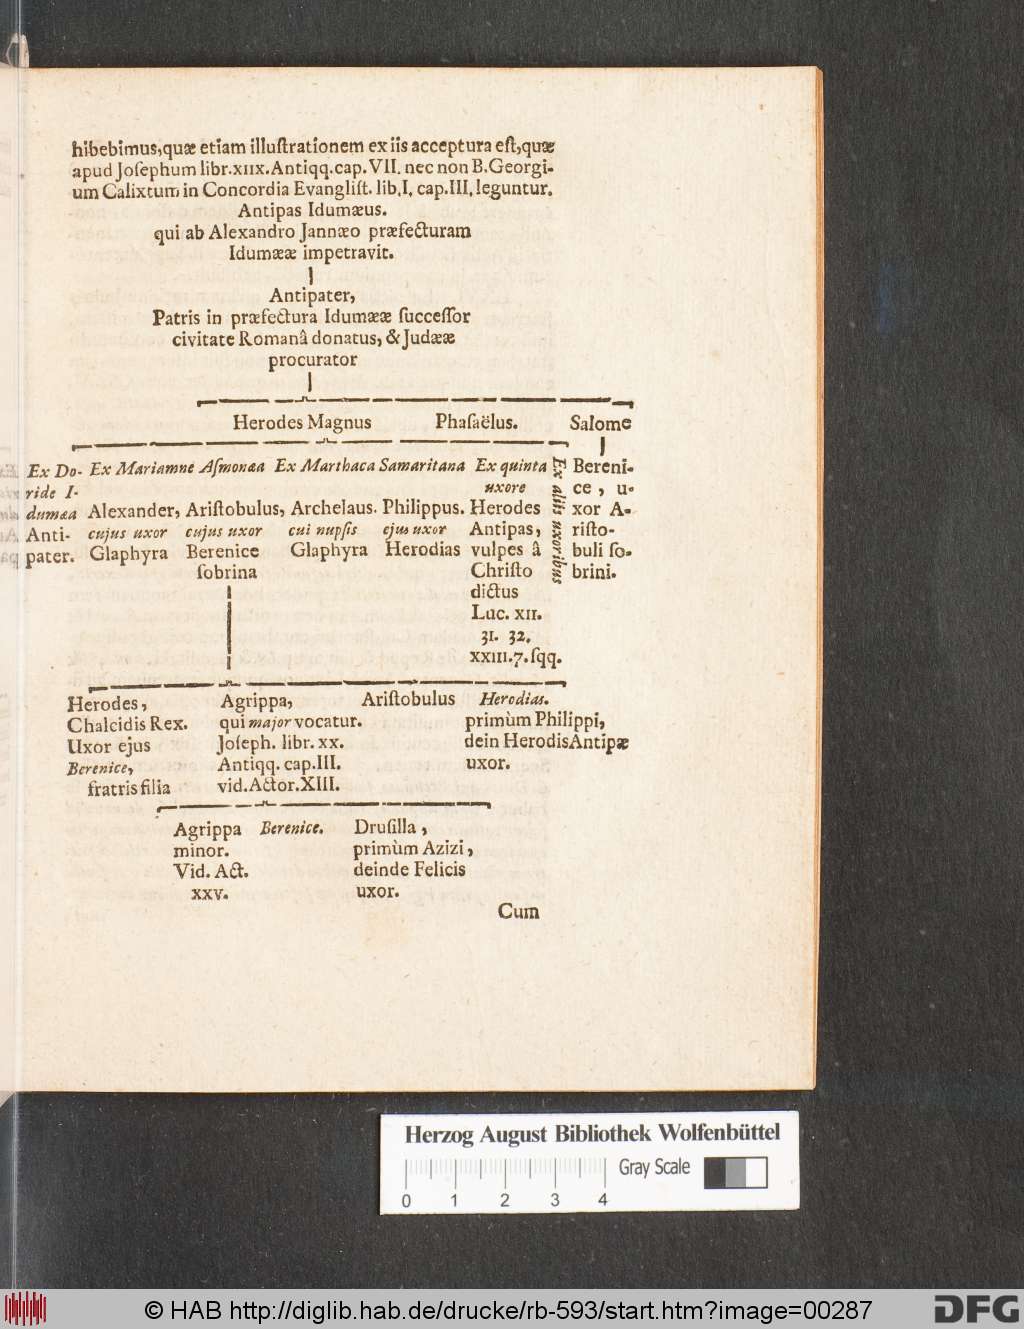 hibebimus, quæ etiam illuſtrationem ex iis acceptura eſt, quæ
apud Joſephum libr. xiix. Antiqq. cap. VII. nec non B. Georgi-
um Calixtum in Concordia Evangliſt. lib. I. cap. III. leguntur.
Antipas Idumæus.
qui ab Alexandro Jannæo præfecturam
Idumææ impetravit.
Antipater,
Patris in præfectura Idumææ ſucceſſor
civitate Romanâ donatus, & Judææ
procurator
Herodes Magnus Phaſaëlus. Salome
Ex Do-
ride I-
dumæa
Anti-
pater.
Ex Mariamne Aſmonæa
Alexander, Ariſtobulus,
cujus uxor cujus uxor
Glaphyra Berenice
ſobrina
Ex Marthaca Samaritana
Archelaus. Philippus.
cui nupſis ejus uxor
Glaphyra Herodias
Ex quinta
uxore
Herodes
Antipas,
vulpes â
Chriſto
dictus
Luc. xii.
31. 32.
xxiii. 7. ſqq.
Ex aliis uxoribus
Bereni-
ce, u-
xor A-
riſto-
buli ſo-
brini.
Herodes,
Chalcidis Rex.
Uxor ejus
Berenice,
fratris filia
Agrippa,
qui major vocatur.
Joſeph. libr. xx.
Antiqq. cap. III.
vid. Actor. XIII.
Ariſtobulus
Herodias.
primùm Philippi,
dein Herodis Antipæ
uxor.
Agrippa
minor.
Vid. Act.
xxv.
Berenice.
Druſilla,
primùm Azizi,
deinde Felicis
uxor.
Cum
Herzog August Bibliothek Wolfenbüttel
Gray Scale
0 1 2 3 4
© HAB http://diglib.hab.de/drucke/rb-593/start.htm?image=00287
DFG